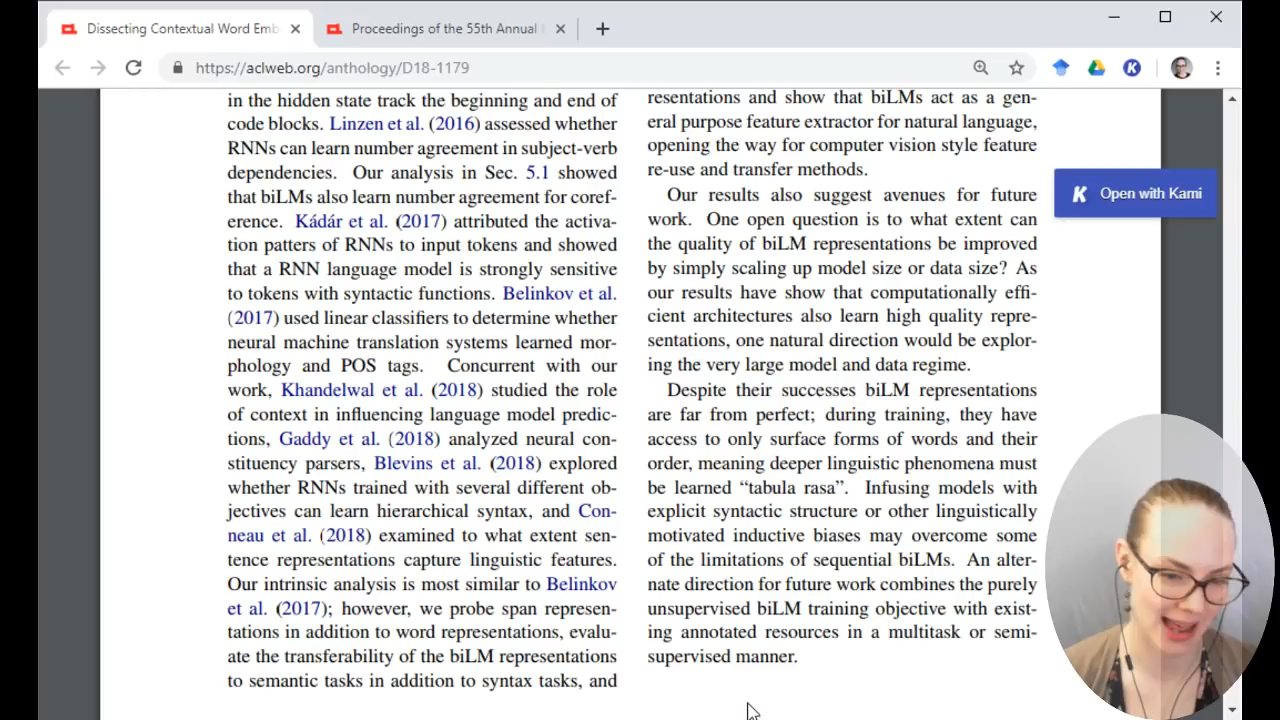 Dissecting Contextual Word Emb
Proceedings of the 55th Annual
https://aclweb.org/anthology/D18-1179
in the hidden state track the beginning and end of
code blocks. Linzen et al. (2016) assessed whether
RNNs can learn number agreement in subject-verb
dependencies. Our analysis in Sec. 5.1 showed
that biLMs also learn number agreement for coref-
erence. Kádár et al. (2017) attributed the activa-
tion patters of RNNs to input tokens and showed
that a RNN language model is strongly sensitive
to tokens with syntactic functions. Belinkov et al.
(2017) used linear classifiers to determine whether
neural machine translation systems learned mor-
phology and POS tags. Concurrent with our
work, Khandelwal et al. (2018) studied the role
of context in influencing language model predic-
tions, Gaddy et al. (2018) analyzed neural con-
stituency parsers, Blevins et al. (2018) explored
whether RNNs trained with several different ob-
jectives can learn hierarchical syntax, and Con-
neau et al. (2018) examined to what extent sen-
tence representations capture linguistic features.
Our intrinsic analysis is most similar to Belinkov
et al. (2017); however, we probe span represen-
tations in addition to word representations, evalu-
ate the transferability of the biLM representations
to semantic tasks in addition to syntax tasks, and
resentations and show that biLMs act as a gen-
eral purpose feature extractor for natural language,
opening the way for computer vision style feature
re-use and transfer methods.
Our results also suggest avenues for future
work. One open question is to what extent can
the quality of biLM representations be improved
by simply scaling up model size or data size? As
our results have show that computationally effi-
cient architectures also learn high quality repre-
sentations, one natural direction would be explor-
ing the very large model and data regime.
Despite their successes biLM representations
are far from perfect; during training, they have
access to only surface forms of words and their
order, meaning deeper linguistic phenomena must
be learned “tabula rasa”. Infusing models with
explicit syntactic structure or other linguistically
motivated inductive biases may overcome some
of the limitations of sequential biLMs. An alter-
nate direction for future work combines the purely
unsupervised biLM training objective with exist-
ing annotated resources in a multitask or semi-
supervised manner.
K Open with Kami